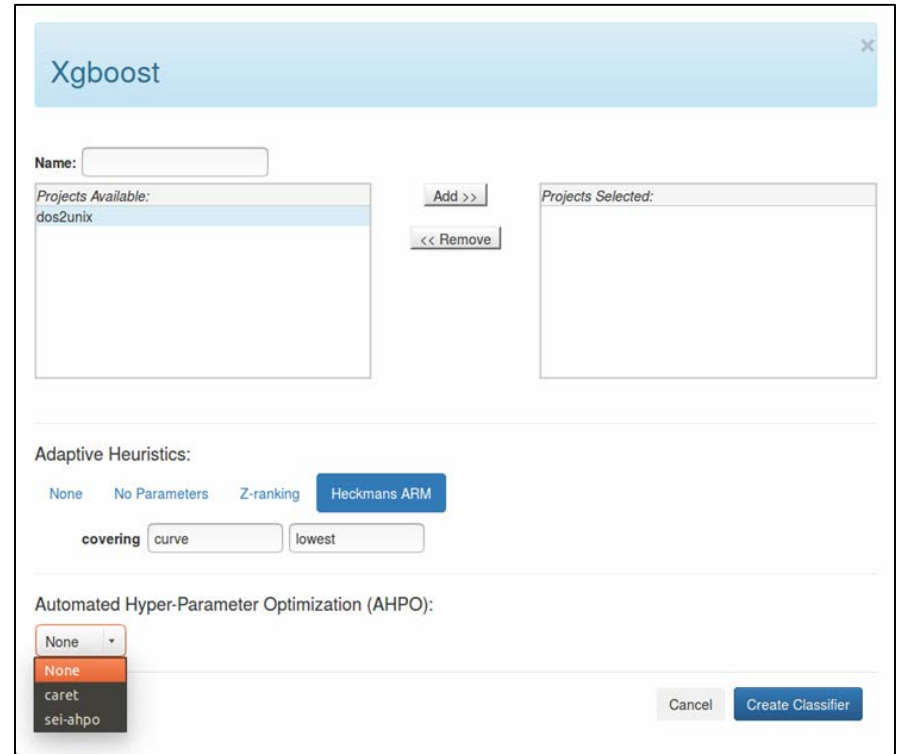 Xgboost
×
Name:
Projects Available:
dos2unix
Add >>
<< Remove
Projects Selected:
Adaptive Heuristics:
None No Parameters Z-ranking Heckmans ARM
covering curve lowest
Automated Hyper-Parameter Optimization (AHPO):
None
None
caret
sei-ahpo
Cancel Create Classifier